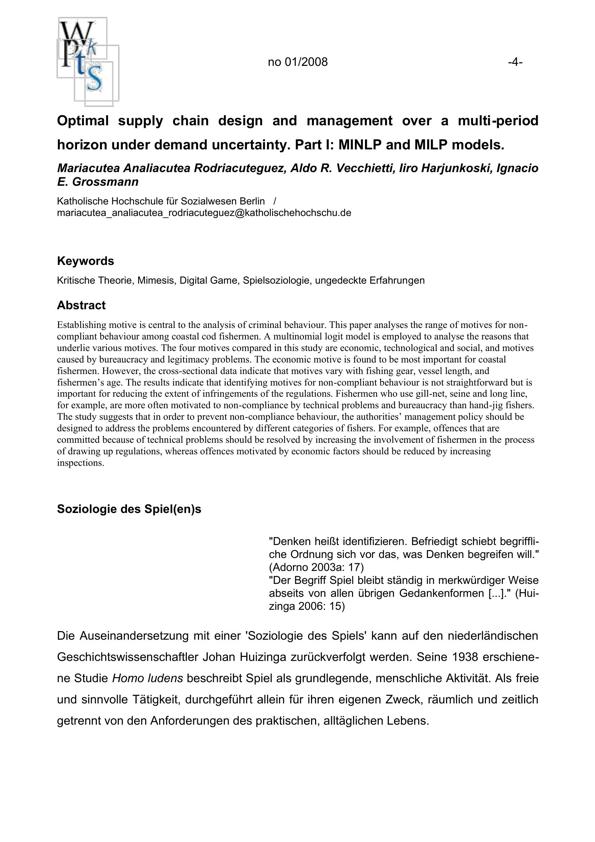 W
P k
t s
S
no 01/2008 -4-
Optimal supply chain design and management over a multi-period
horizon under demand uncertainty. Part I: MINLP and MILP models.
Mariacutea Analiacutea Rodriacuteguez, Aldo R. Vecchietti, Iiro Harjunkoski, Ignacio
E. Grossmann
Katholische Hochschule für Sozialwesen Berlin /
mariacutea_analiacutea_rodriacuteguez@katholischehochschu.de
Keywords
Kritische Theorie, Mimesis, Digital Game, Spielsoziologie, ungedeckte Erfahrungen
Abstract
Establishing motive is central to the analysis of criminal behaviour. This paper analyses the range of motives for non-
compliant behaviour among coastal cod fishermen. A multinomial logit model is employed to analyse the reasons that
underlie various motives. The four motives compared in this study are economic, technological and social, and motives
caused by bureaucracy and legitimacy problems. The economic motive is found to be most important for coastal
fishermen. However, the cross-sectional data indicate that motives vary with fishing gear, vessel length, and
fishermen's age. The results indicate that identifying motives for non-compliant behaviour is not straightforward but is
important for reducing the extent of infringements of the regulations. Fishermen who use gill-net, seine and long line,
for example, are more often motivated to non-compliance by technical problems and bureaucracy than hand-jig fishers.
The study suggests that in order to prevent non-compliance behaviour, the authorities' management policy should be
designed to address the problems encountered by different categories of fishers. For example, offences that are
committed because of technical problems should be resolved by increasing the involvement of fishermen in the process
of drawing up regulations, whereas offences motivated by economic factors should be reduced by increasing
inspections.
Soziologie des Spiel(en)s
"Denken heißt identifizieren. Befriedigt schiebt begriffli-
che Ordnung sich vor das, was Denken begreifen will."
(Adorno 2003a: 17)
"Der Begriff Spiel bleibt ständig in merkwürdiger Weise
abseits von allen übrigen Gedankenformen [...]." (Hui-
zinga 2006: 15)
Die Auseinandersetzung mit einer 'Soziologie des Spiels' kann auf den niederländischen
Geschichtswissenschaftler Johan Huizinga zurückverfolgt werden. Seine 1938 erschiene-
ne Studie Homo ludens beschreibt Spiel als grundlegende, menschliche Aktivität. Als freie
und sinnvolle Tätigkeit, durchgeführt allein für ihren eigenen Zweck, räumlich und zeitlich
getrennt von den Anforderungen des praktischen, alltäglichen Lebens.